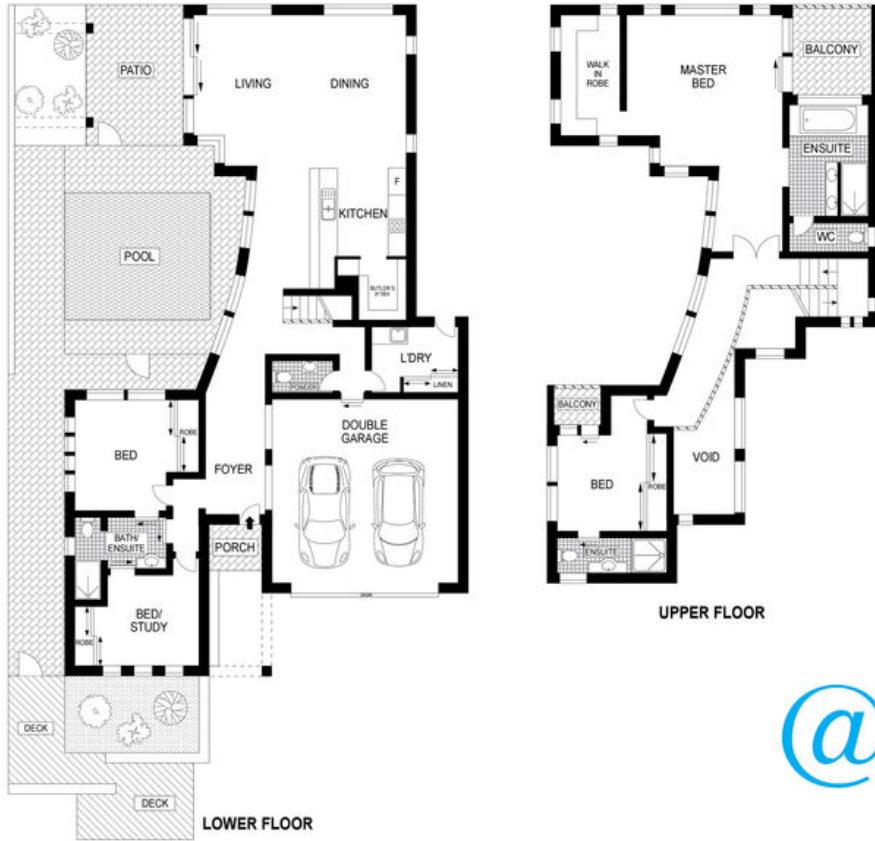 PATIO
LIVING
DINING
F
KITCHEN
BUTLER'S
P'TRY
POOL
L'DRY
LINEN
POWDER
DOUBLE
GARAGE
BED
ROBE
FOYER
BATH/
ENSUITE
PORCH
BED/
STUDY
ROBE
DECK
DECK
LOWER FLOOR
WALK
IN
ROBE
MASTER
BED
BALCONY
ENSUITE
WC
BALCONY
BED
ROBE
VOID
ENSUITE
UPPER FLOOR
@